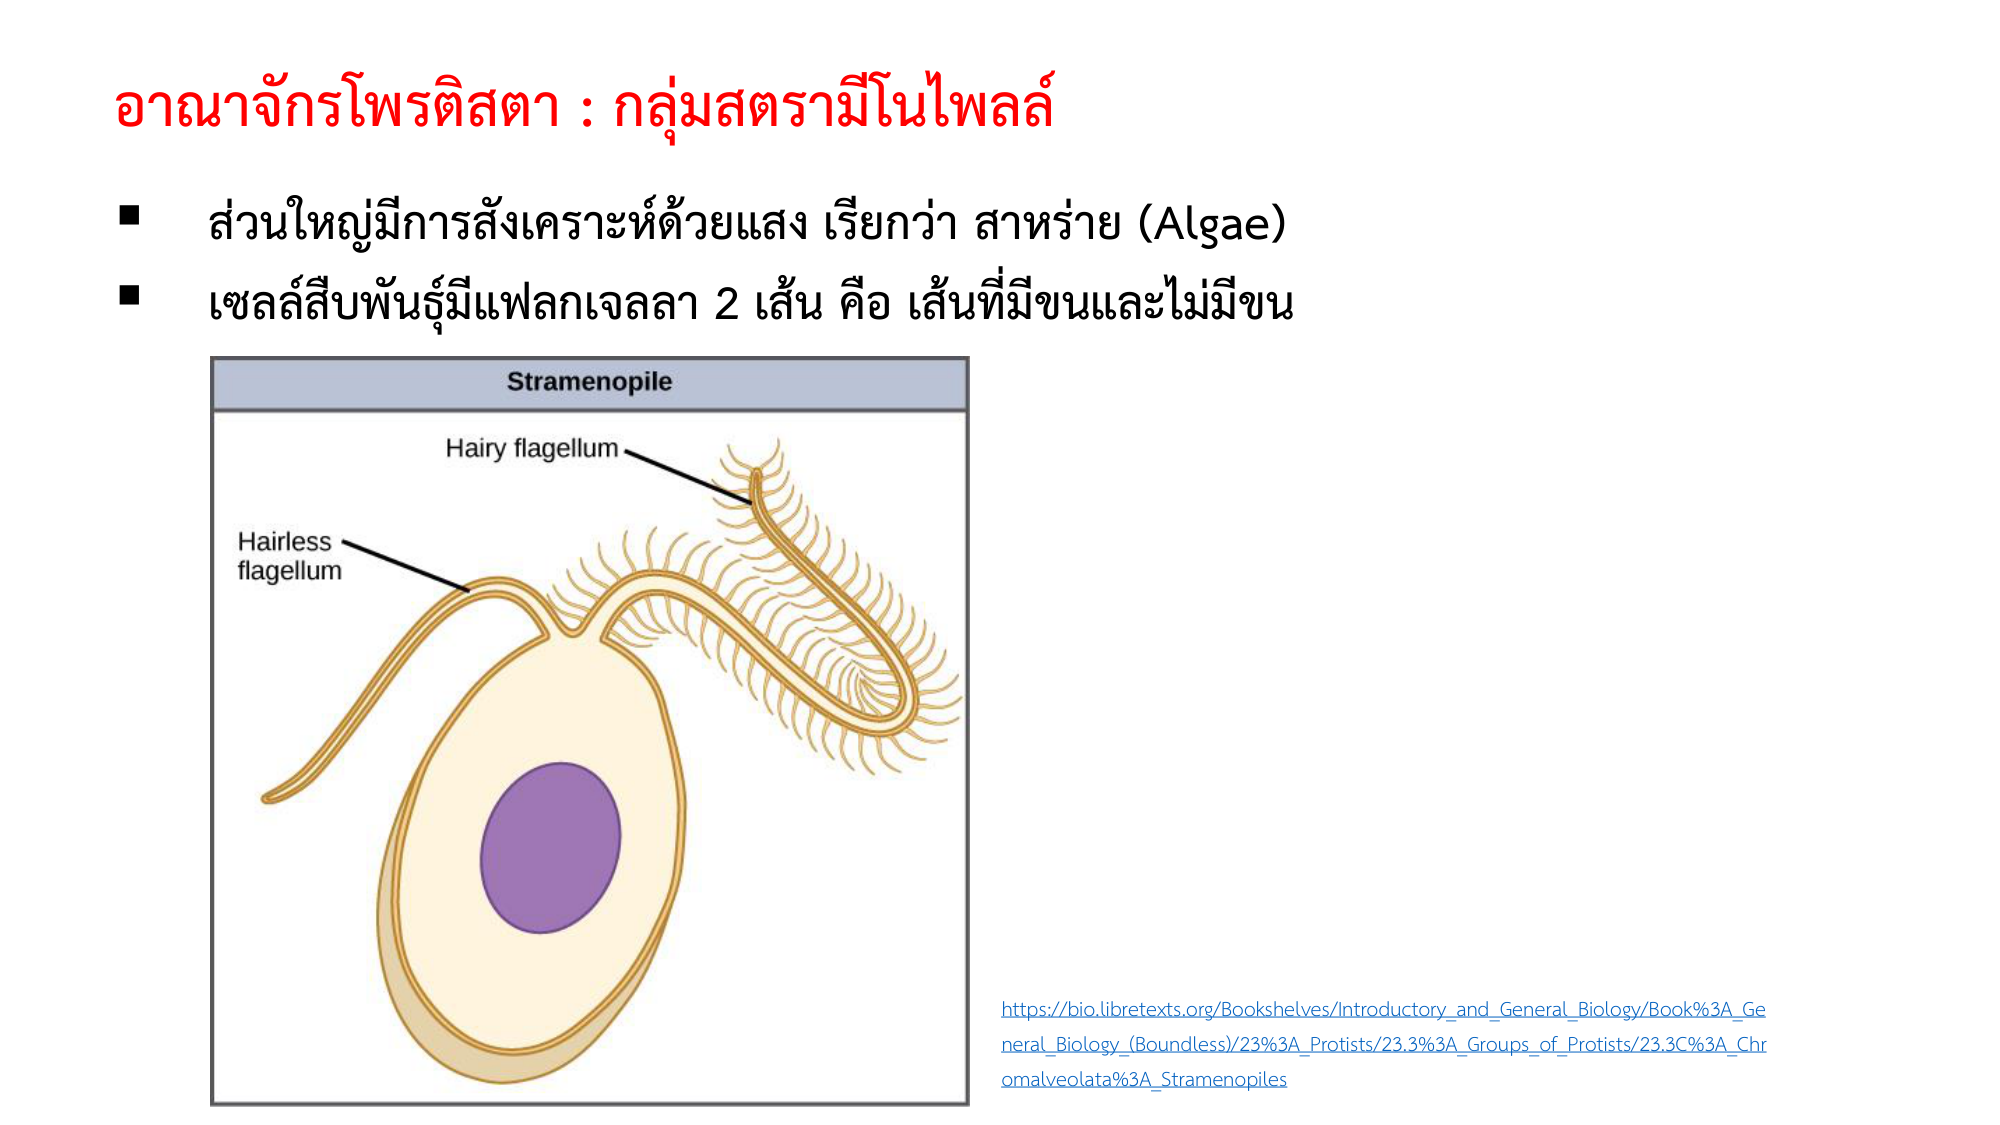 อาณาจักรโพรติสตา : กลุ่มสตรามีโนไพลล์
▪ ส่วนใหญ่มีการสังเคราะห์ด้วยแสง เรียกว่า สาหร่าย (Algae)
▪ เซลล์สืบพันธุ์มีแฟลกเจลลา 2 เส้น คือ เส้นที่มีขนและไม่มีขน
Stramenopile
Hairy flagellum
Hairless
flagellum
https://bio.libretexts.org/Bookshelves/Introductory_and_General_Biology/Book%3A_Ge
neral_Biology_(Boundless)/23%3A_Protists/23.3%3A_Groups_of_Protists/23.3C%3A_Chr
omalveolata%3A_Stramenopiles